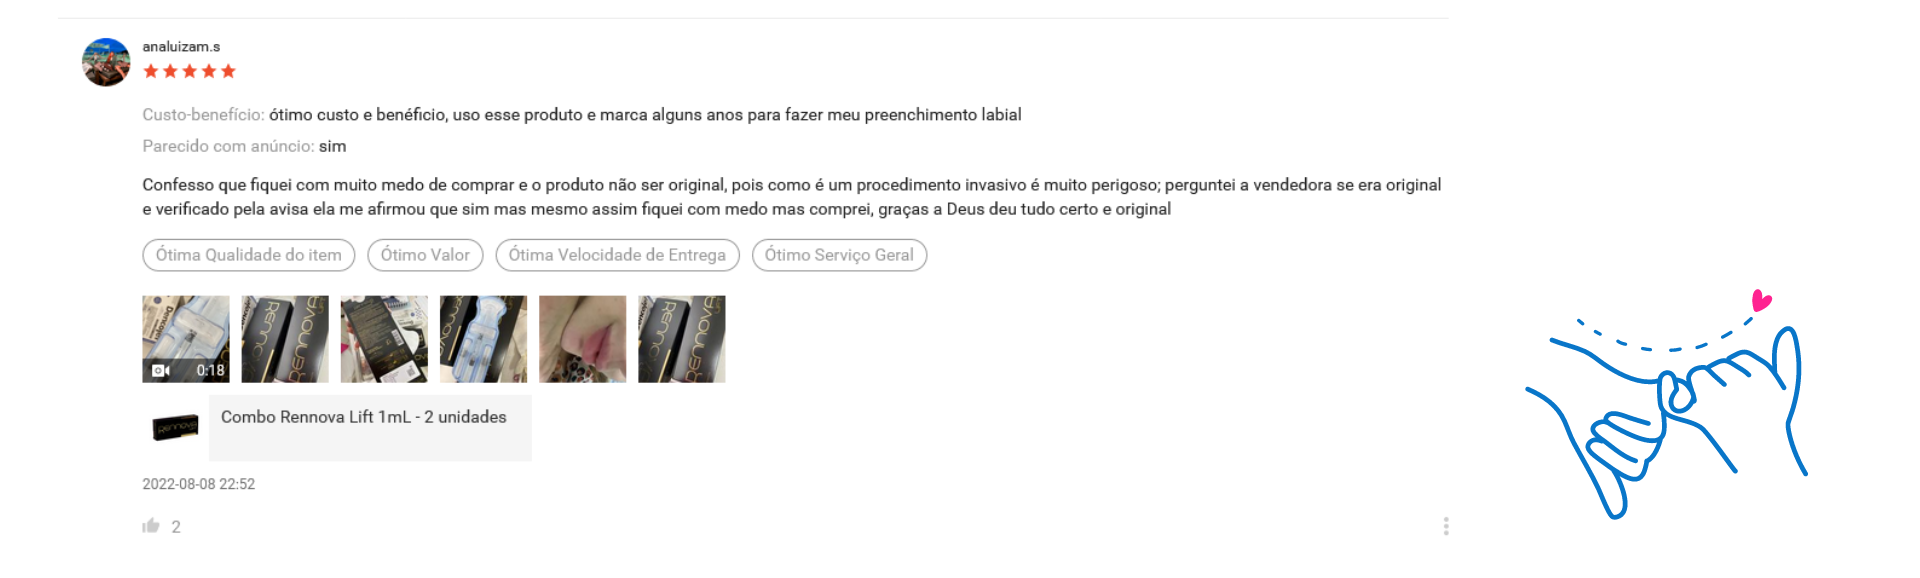 analuizam.s
Custo-benefício: ótimo custo e benéficio, uso esse produto e marca alguns anos para fazer meu preenchimento labial
Parecido com anúncio: sim
Confesso que fiquei com muito medo de comprar e o produto não ser original, pois como é um procedimento invasivo é muito perigoso; perguntei a vendedora se era original
e verificado pela avisa ela me afirmou que sim mas mesmo assim fiquei com medo mas comprei, graças a Deus deu tudo certo e original
Ótima Qualidade do item
Ótimo Valor
Ótima Velocidade de Entrega
Ótimo Serviço Geral
0:18
Combo Rennova Lift 1mL - 2 unidades
2022-08-08 22:52
2